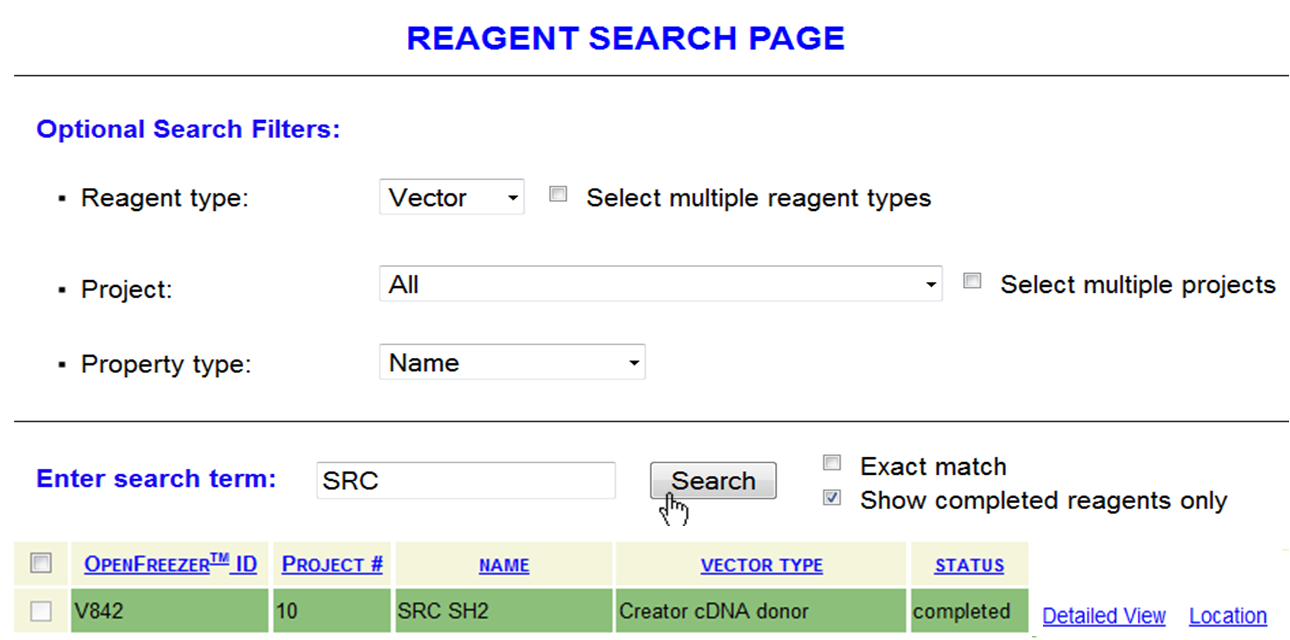 REAGENT SEARCH PAGE
Optional Search Filters:
▪ Reagent type: Vector Select multiple reagent types
▪ Project: All Select multiple projects
▪ Property type: Name
Enter search term: SRC Search Exact match
Show completed reagents only
OPENFREEZER™ ID PROJECT # NAME VECTOR TYPE STATUS
V842 10 SRC SH2 Creator cDNA donor completed Detailed View Location